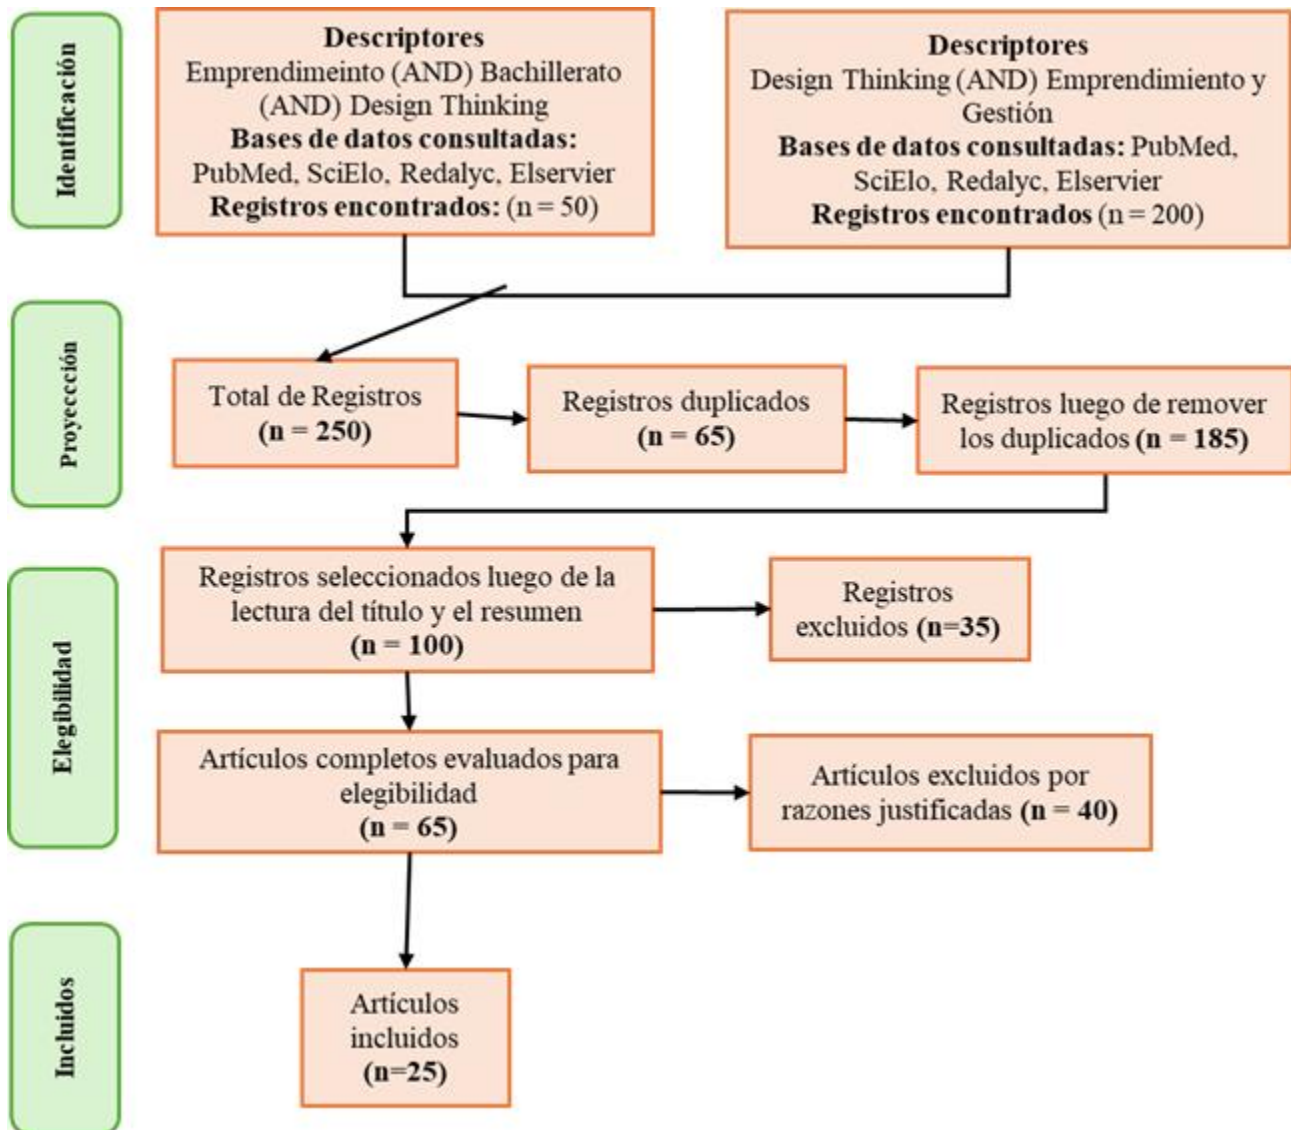 Identificación
Descriptores
Emprendimeinto (AND) Bachillerato
(AND) Design Thinking
Bases de datos consultadas:
PubMed, SciElo, Redalyc, Elservier
Registros encontrados: (n = 50)
Descriptores
Design Thinking (AND) Emprendimiento y
Gestión
Bases de datos consultadas: PubMed,
SciElo, Redalyc, Elservier
Registros encontrados (n = 200)
Proyeccción
Total de Registros
(n = 250)
Registros duplicados
(n = 65)
Registros luego de remover
los duplicados (n = 185)
Elegibilidad
Registros seleccionados luego de la
lectura del título y el resumen
(n = 100)
Registros
excluidos (n=35)
Artículos completos evaluados para
elegibilidad
(n = 65)
Artículos excluidos por
razones justificadas (n = 40)
Incluidos
Artículos
incluidos
(n=25)